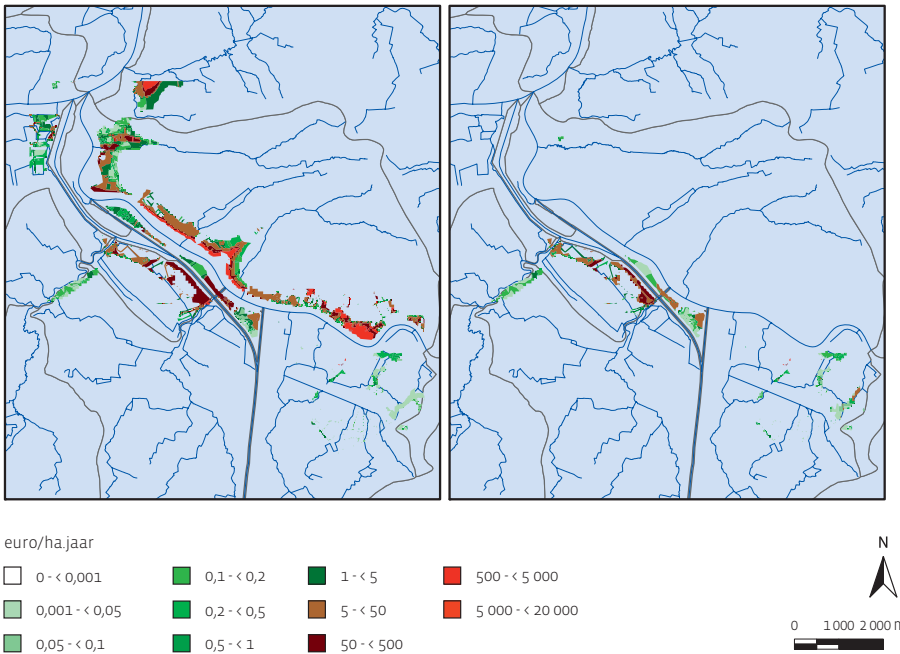 euro/ha.jaar
N
0 - < 0,001
0,1 - < 0,2
1 - < 5
500 - < 5 000
0,001 - < 0,05
0,2 - < 0,5
5 - < 50
5 000 - < 20 000
0,05 - < 0,1
0,5 - < 1
50 - < 500
0 1 000 2 000 m